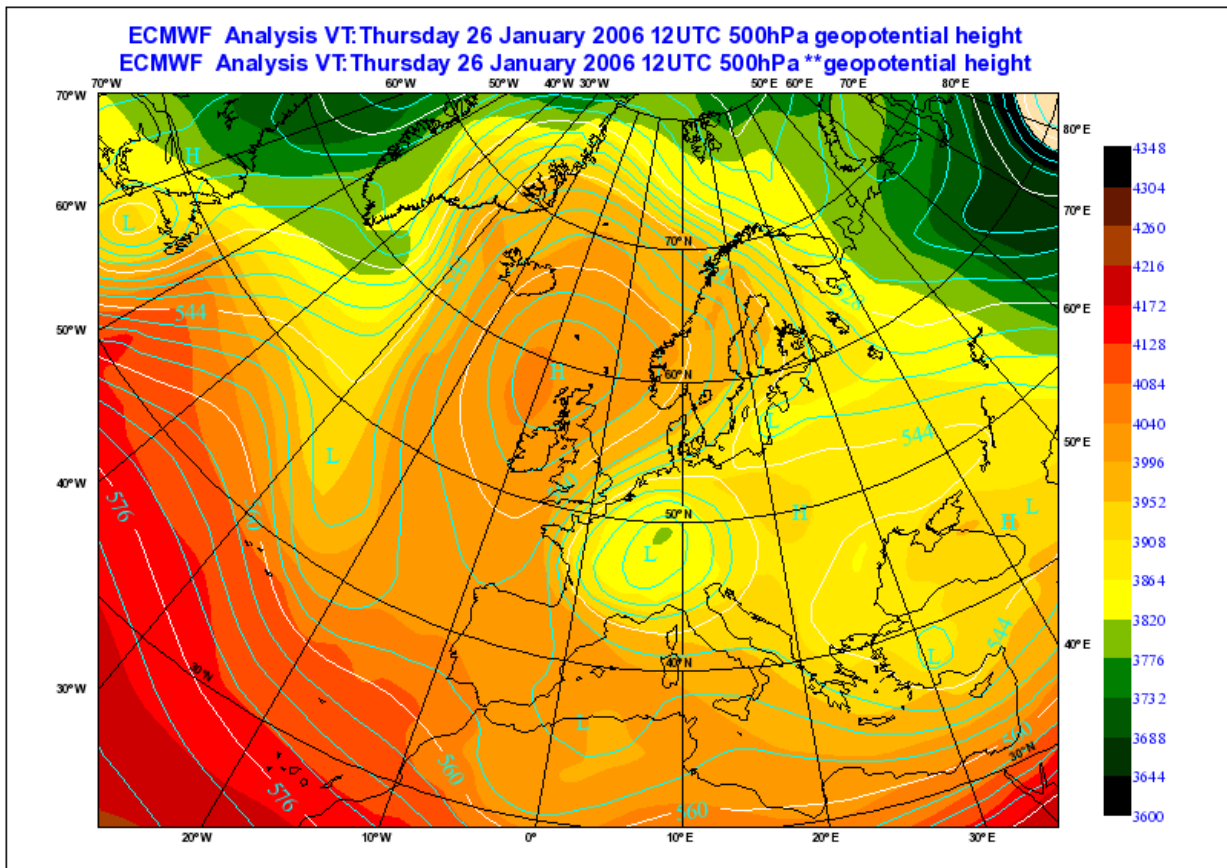 ECMWF Analysis VT:Thursday 26 January 2006 12UTC 500hPa geopotential height
ECMWF Analysis VT:Thursday 26 January 2006 12UTC 500hPa **geopotential height
70°W 60°W 50°W 40°W 30°W 50°E 60°E 70°E 80°E
70°W
80°E
4348
H
4304
60°W
70°E
4260
L
70°N
4216
544
528
60°E
4172
50°W
4128
H
60°N
4084
L
544
50°E
4040
L
40°W
3996
576
560
560
50°N
H
H
L
3952
L
3908
3864
544
3820
L
40°N
40°E
3776
30°N
30°W
3732
L
560
30°N
3688
560
576
560
3644
3600
20°W 10°W 0° 10°E 20°E 30°E